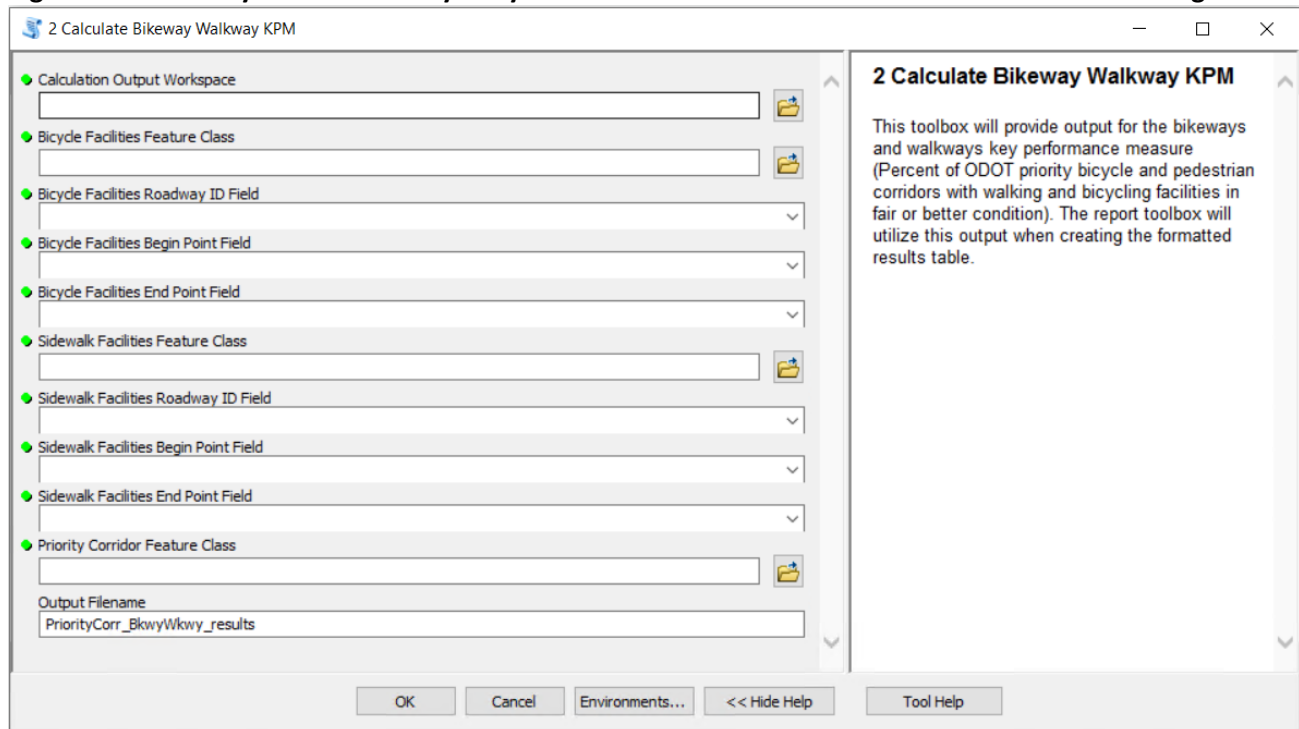 2 Calculate Bikeway Walkway KPM
Calculation Output Workspace
Bicycle Facilities Feature Class
Bicycle Facilities Roadway ID Field
Bicycle Facilities Begin Point Field
Bicycle Facilities End Point Field
Sidewalk Facilities Feature Class
Sidewalk Facilities Roadway ID Field
Sidewalk Facilities Begin Point Field
Sidewalk Facilities End Point Field
Priority Corridor Feature Class
Output Filename
PriorityCorr_BkwyWkwy_results
2 Calculate Bikeway Walkway KPM
This toolbox will provide output for the bikeways
and walkways key performance measure
(Percent of ODOT priority bicycle and pedestrian
corridors with walking and bicycling facilities in
fair or better condition). The report toolbox will
utilize this output when creating the formatted
results table.
OK
Cancel
Environments...
<< Hide Help
Tool Help